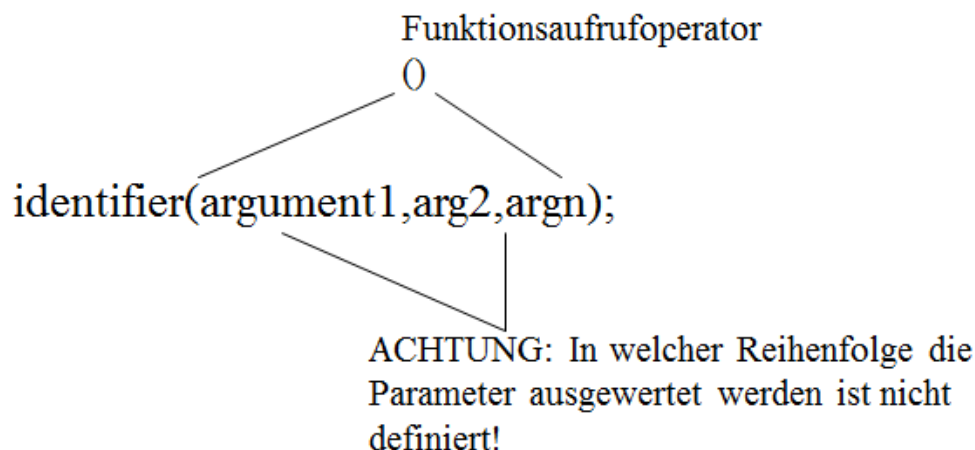 Funktionsaufrufoperator
()
identifier(argument1,arg2,argn);
ACHTUNG: In welcher Reihenfolge die
Parameter ausgewertet werden ist nicht
definiert!